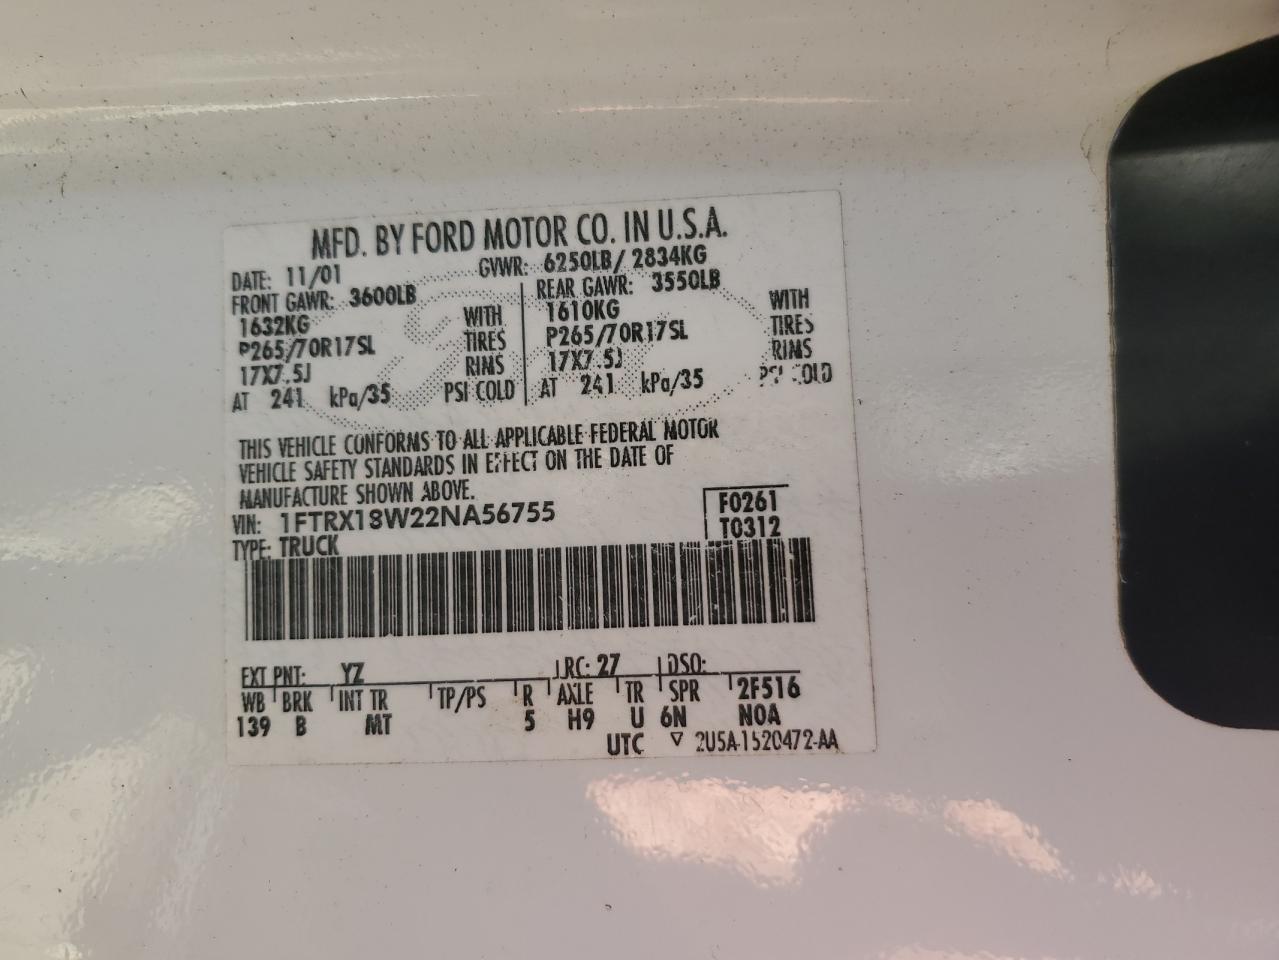 MFD. BY FORD MOTOR CO. IN U.S.A.
DATE: 11/01 GVWR: 6250LB/ 2834KG
FRONT GAWR: 3600LB REAR GAWR: 3550LB
1632KG WITH 1610KG WITH
P265/70R17SL TIRES P265/70R17SL TIRES
17X7.5J RIMS 17X7.5J RIMS
AT 241 kPa/35 PSI COLD AT 241 kPa/35 PSI COLD
THIS VEHICLE CONFORMS TO ALL APPLICABLE FEDERAL MOTOR
VEHICLE SAFETY STANDARDS IN EFFECT ON THE DATE OF
MANUFACTURE SHOWN ABOVE.
VIN: 1FTRX18W22NA56755 F0261
TYPE: TRUCK T0312
EXT PNT: YZ RC: 27 DSO:
WB BRK INT TR TP/PS R AXLE TR SPR 2F516
139 B MT 5 H9 U 6N NOA
UTC ▽ 2U5A-1520472-AA